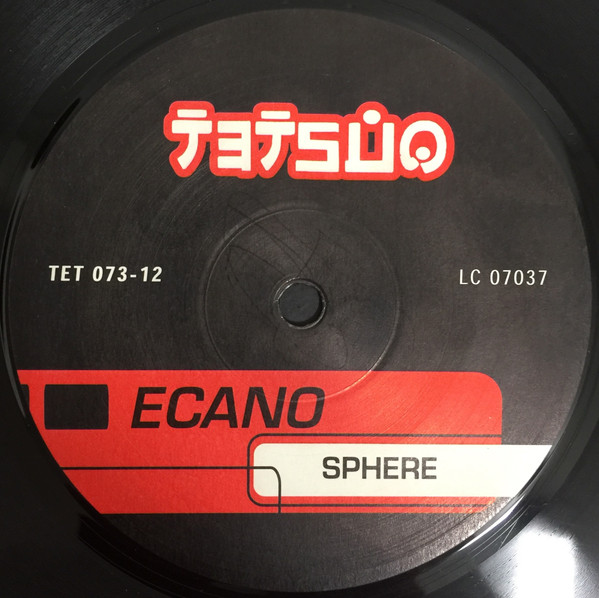 TETSUO
TET 073-12
LC 07037
ECANO
SPHERE